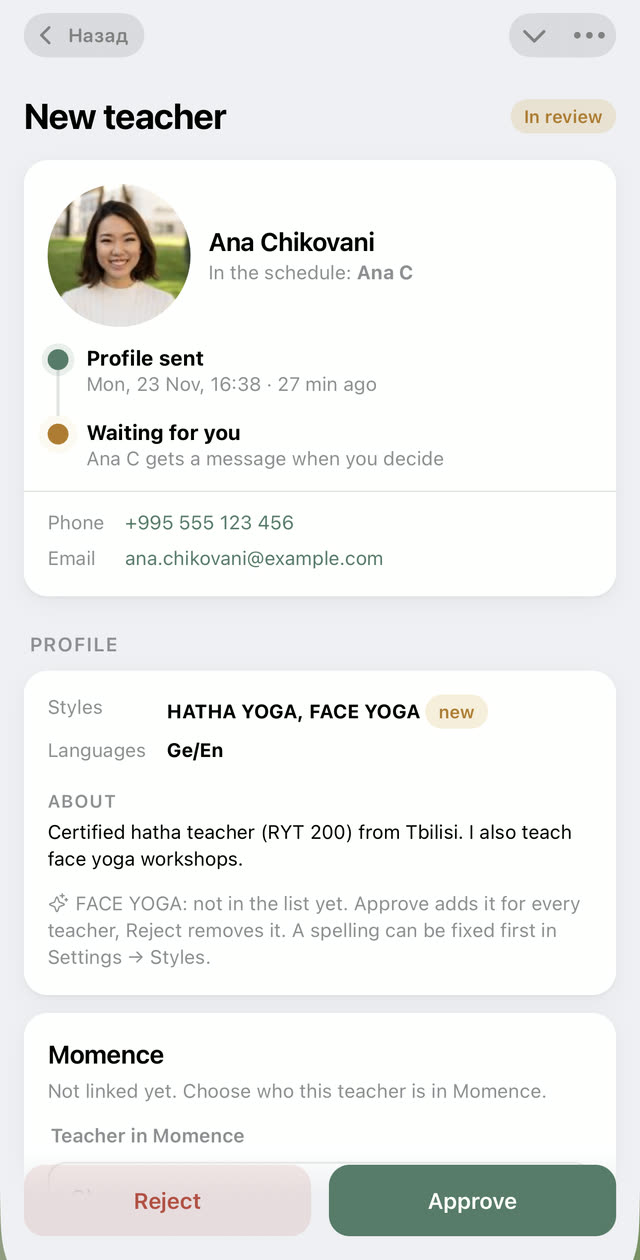 Назад
New teacher
In review
Ana Chikovani
In the schedule: Ana C
Profile sent
Mon, 23 Nov, 16:38 · 27 min ago
Waiting for you
Ana C gets a message when you decide
Phone +995 555 123 456
Email ana.chikovani@example.com
PROFILE
Styles HATHA YOGA, FACE YOGA new
Languages Ge/En
ABOUT
Certified hatha teacher (RYT 200) from Tbilisi. I also teach
face yoga workshops.
FACE YOGA: not in the list yet. Approve adds it for every
teacher, Reject removes it. A spelling can be fixed first in
Settings → Styles.
Momence
Not linked yet. Choose who this teacher is in Momence.
Teacher in Momence
Reject
Approve